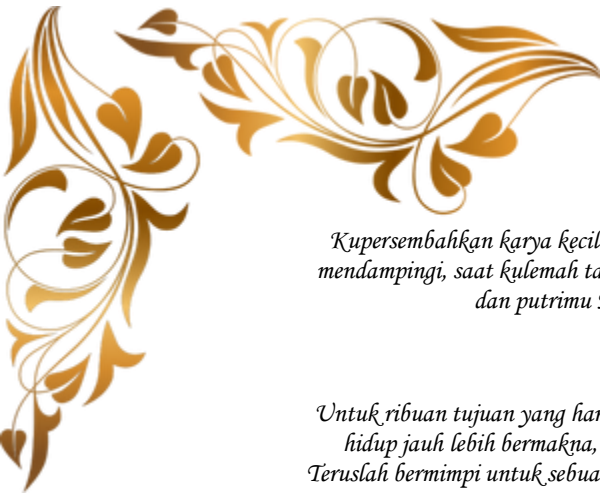 Kupersembahkan karya kecil
mendampingi, saat kulemah ta
dan putrimu
Untuk ribuan tujuan yang har
hidup jauh lebih bermakna,
Teruslah bermimpi untuk sebua